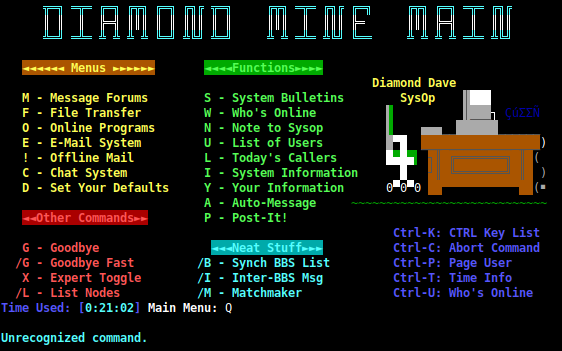 DIAMOND MINE MAIN
◄◄◄◄◄◄ Menus ►►►►►►
◄◄◄◄Functions►►►►
Diamond Dave
SysOp
M - Message Forums
F - File Transfer
O - Online Programs
E - E-Mail System
! - Offline Mail
C - Chat System
D - Set Your Defaults
S - System Bulletins
W - Who's Online
N - Note to Sysop
U - List of Users
L - Today's Callers
I - System Information
Y - Your Information
A - Auto-Message
P - Post-It!
◄◄Other Commands►►
G - Goodbye
/G - Goodbye Fast
X - Expert Toggle
/L - List Nodes
◄◄Neat Stuff►►►
/B - Synch BBS List
/I - Inter-BBS Msg
/M - Matchmaker
Ctrl-K: CTRL Key List
Ctrl-C: Abort Command
Ctrl-P: Page User
Ctrl-T: Time Info
Ctrl-U: Who's Online
Time Used: [0:21:02] Main Menu: Q
Unrecognized command.